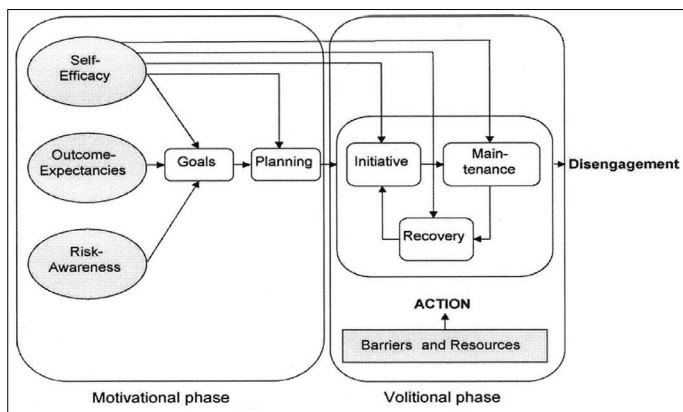 Self-
Efficacy
Outcome-
Expectancies
Goals
Planning
Initiative
Main-
tenance
Disengagement
Recovery
Risk-
Awareness
ACTION
Barriers and Resources
Motivational phase
Volitional phase